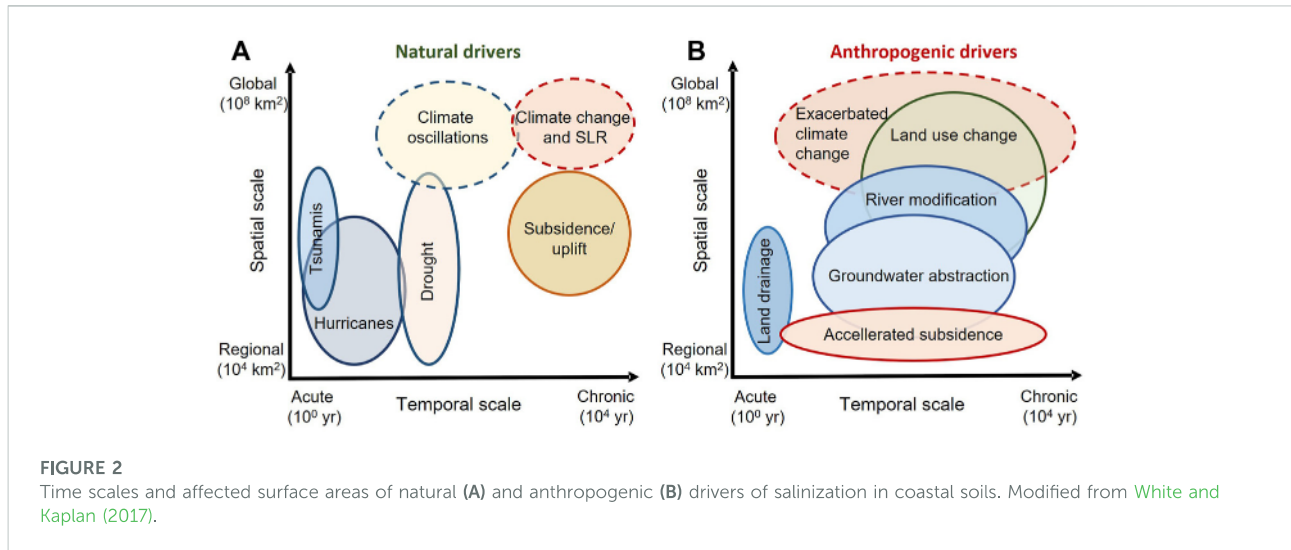 A
Natural drivers
Global
(10⁸ km²)
Spatial scale
Regional
(10⁴ km²)
Climate
oscillations
Climate change
and SLR
Tsunamis
Hurricanes
Drought
Subsidence/
uplift
Acute
(10⁰ yr)
Temporal scale
Chronic
(10⁴ yr)
B
Anthropogenic drivers
Global
(10⁸ km²)
Spatial scale
Regional
(10⁴ km²)
Exacerbated
climate
change
Land use change
River modification
Groundwater abstraction
Land drainage
Accellerated subsidence
Acute
(10⁰ yr)
Temporal scale
Chronic
(10⁴ yr)
FIGURE 2
Time scales and affected surface areas of natural (A) and anthropogenic (B) drivers of salinization in coastal soils. Modified from White and
Kaplan (2017).